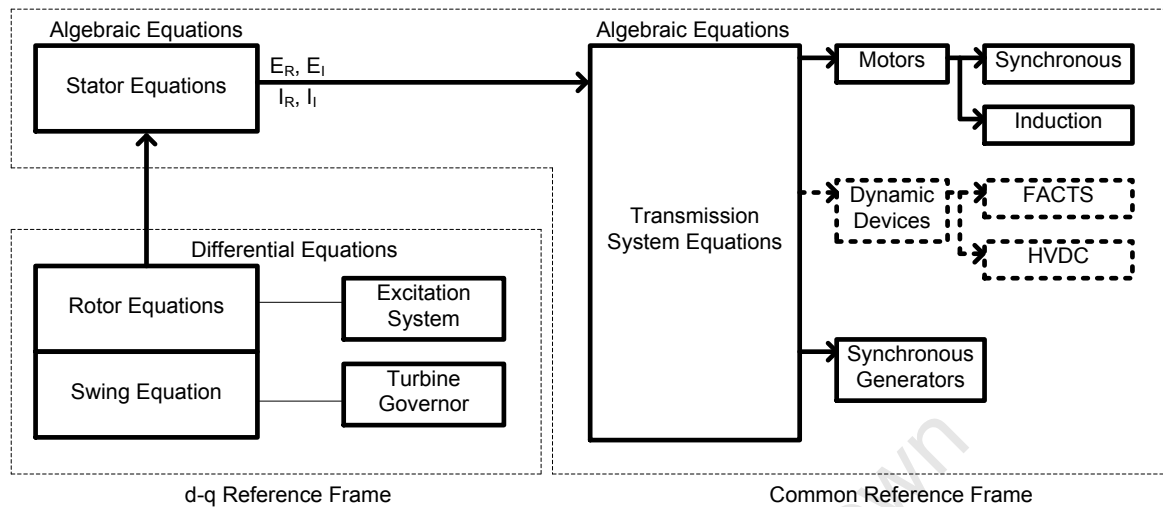 Algebraic Equations
Stator Equations
E_R, E_I
I_R, I_I
Differential Equations
Rotor Equations
Excitation
System
Swing Equation
Turbine
Governor
d-q Reference Frame
Algebraic Equations
Transmission
System Equations
Motors
Synchronous
Induction
Dynamic
Devices
FACTS
HVDC
Synchronous
Generators
Common Reference Frame